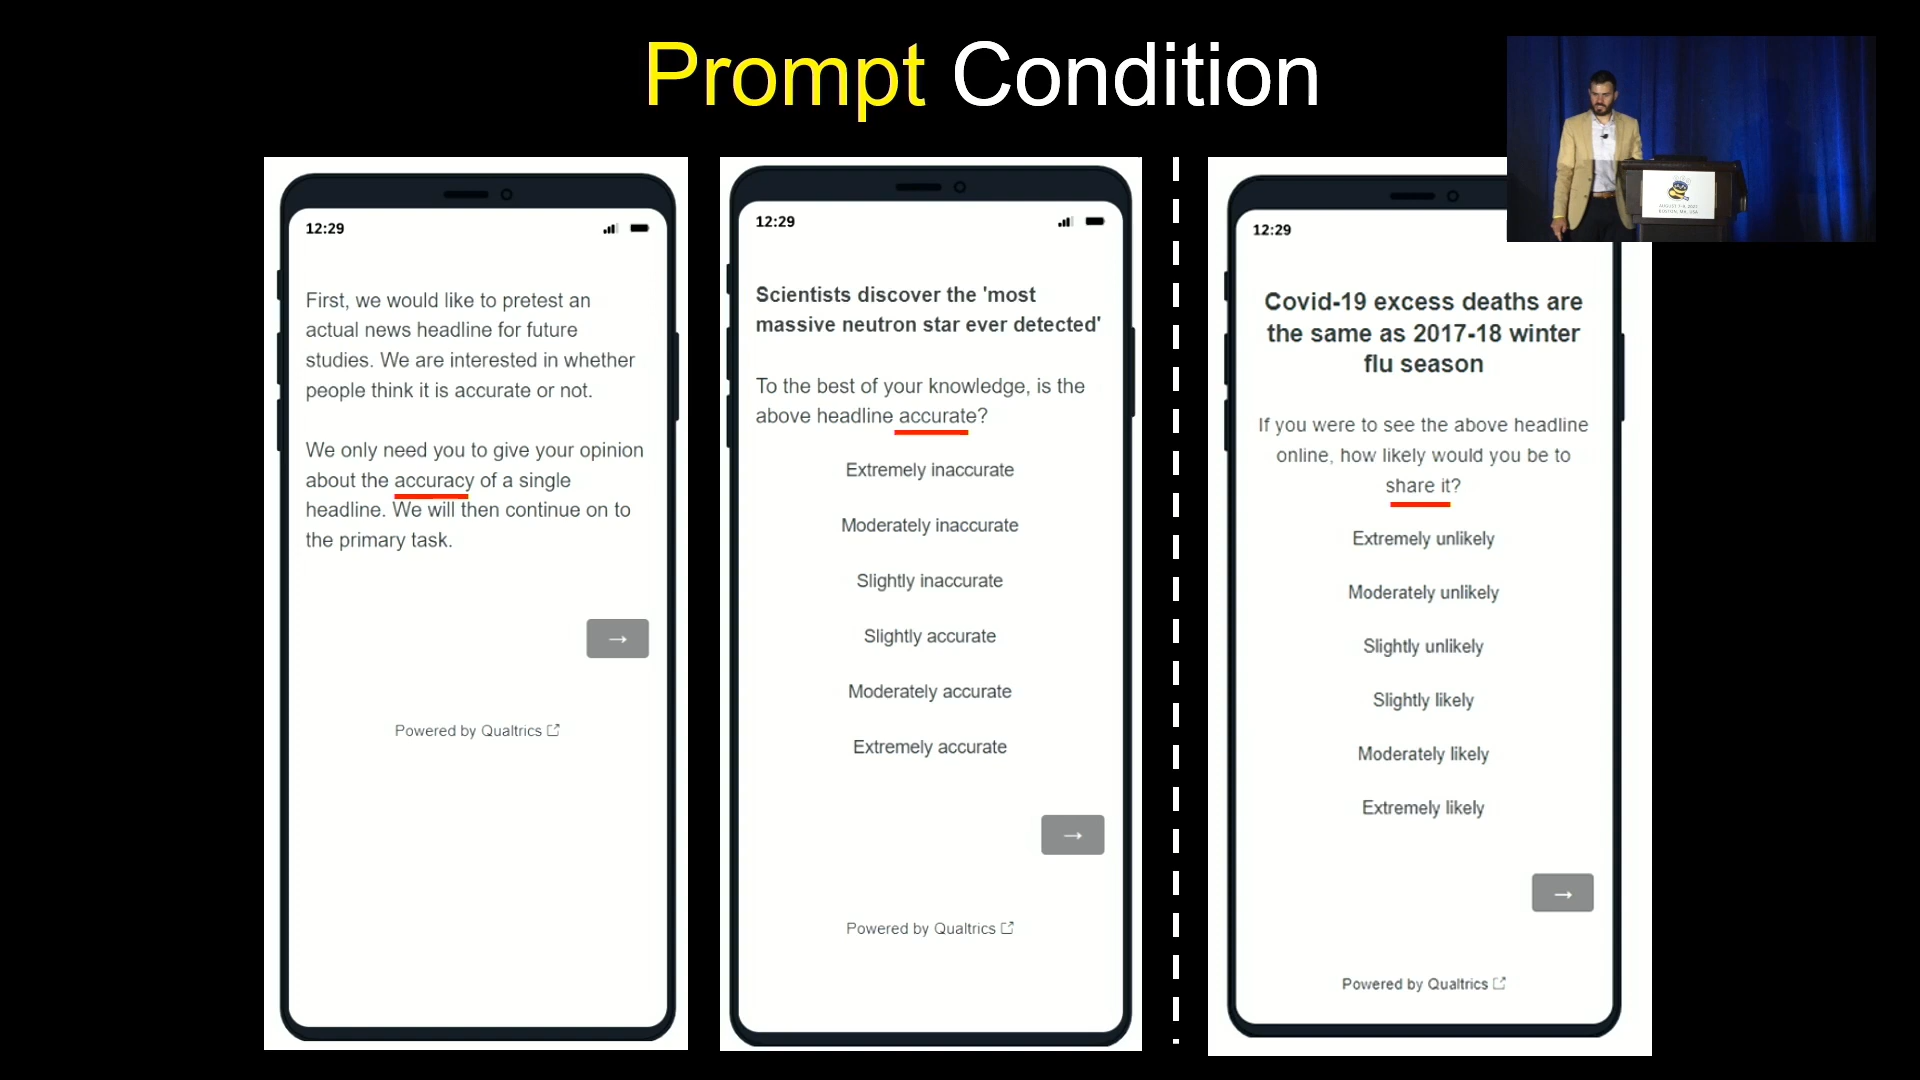 Prompt Condition
12:29
First, we would like to pretest an
actual news headline for future
studies. We are interested in whether
people think it is accurate or not.
We only need you to give your opinion
about the accuracy of a single
headline. We will then continue on to
the primary task.
→
Powered by Qualtrics
12:29
Scientists discover the 'most
massive neutron star ever detected'
To the best of your knowledge, is the
above headline accurate?
Extremely inaccurate
Moderately inaccurate
Slightly inaccurate
Slightly accurate
Moderately accurate
Extremely accurate
→
Powered by Qualtrics
12:29
Covid-19 excess deaths are
the same as 2017-18 winter
flu season
If you were to see the above headline
online, how likely would you be to
share it?
Extremely unlikely
Moderately unlikely
Slightly unlikely
Slightly likely
Moderately likely
Extremely likely
→
Powered by Qualtrics
BOSTON, MA, USA